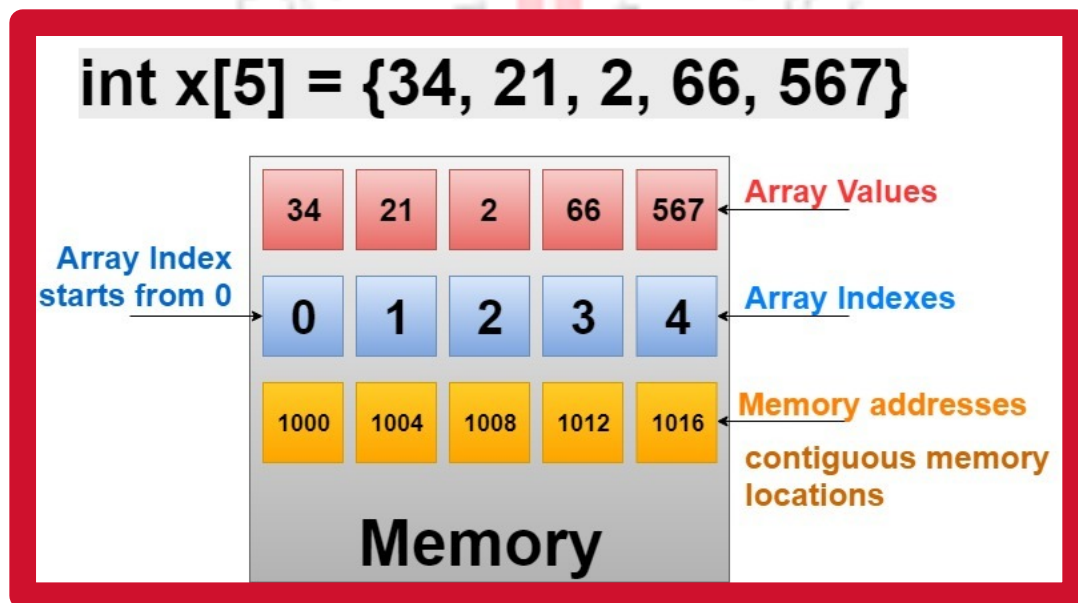 int x[5] = {34, 21, 2, 66, 567}
34 21 2 66 567
Array Values
Array Index
starts from 0
0 1 2 3 4
Array Indexes
1000 1004 1008 1012 1016
Memory addresses
contiguous memory
locations
Memory